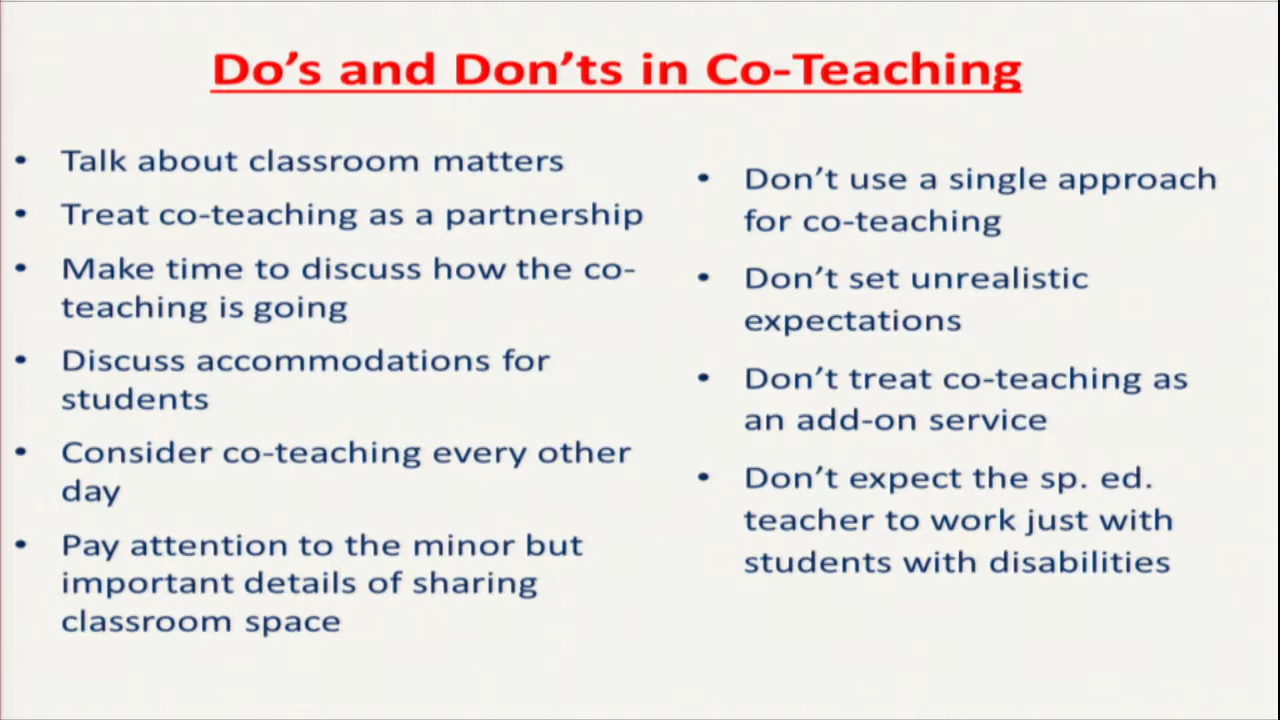 Do’s and Don’ts in Co-Teaching
• Talk about classroom matters
• Treat co-teaching as a partnership
• Make time to discuss how the co-
teaching is going
• Discuss accommodations for
students
• Consider co-teaching every other
day
• Pay attention to the minor but
important details of sharing
classroom space
• Don’t use a single approach
for co-teaching
• Don’t set unrealistic
expectations
• Don’t treat co-teaching as
an add-on service
• Don’t expect the sp. ed.
teacher to work just with
students with disabilities